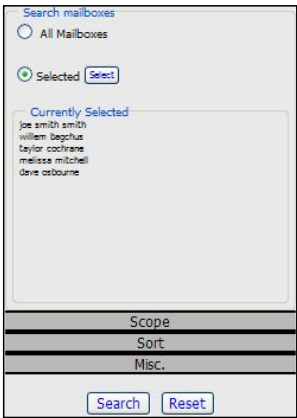 Search mailboxes
All Mailboxes
Selected Select
Currently Selected
joe smith smith
willem bagchus
taylor cochrane
melissa mitchell
dave osbourne
Scope
Sort
Misc.
Search Reset